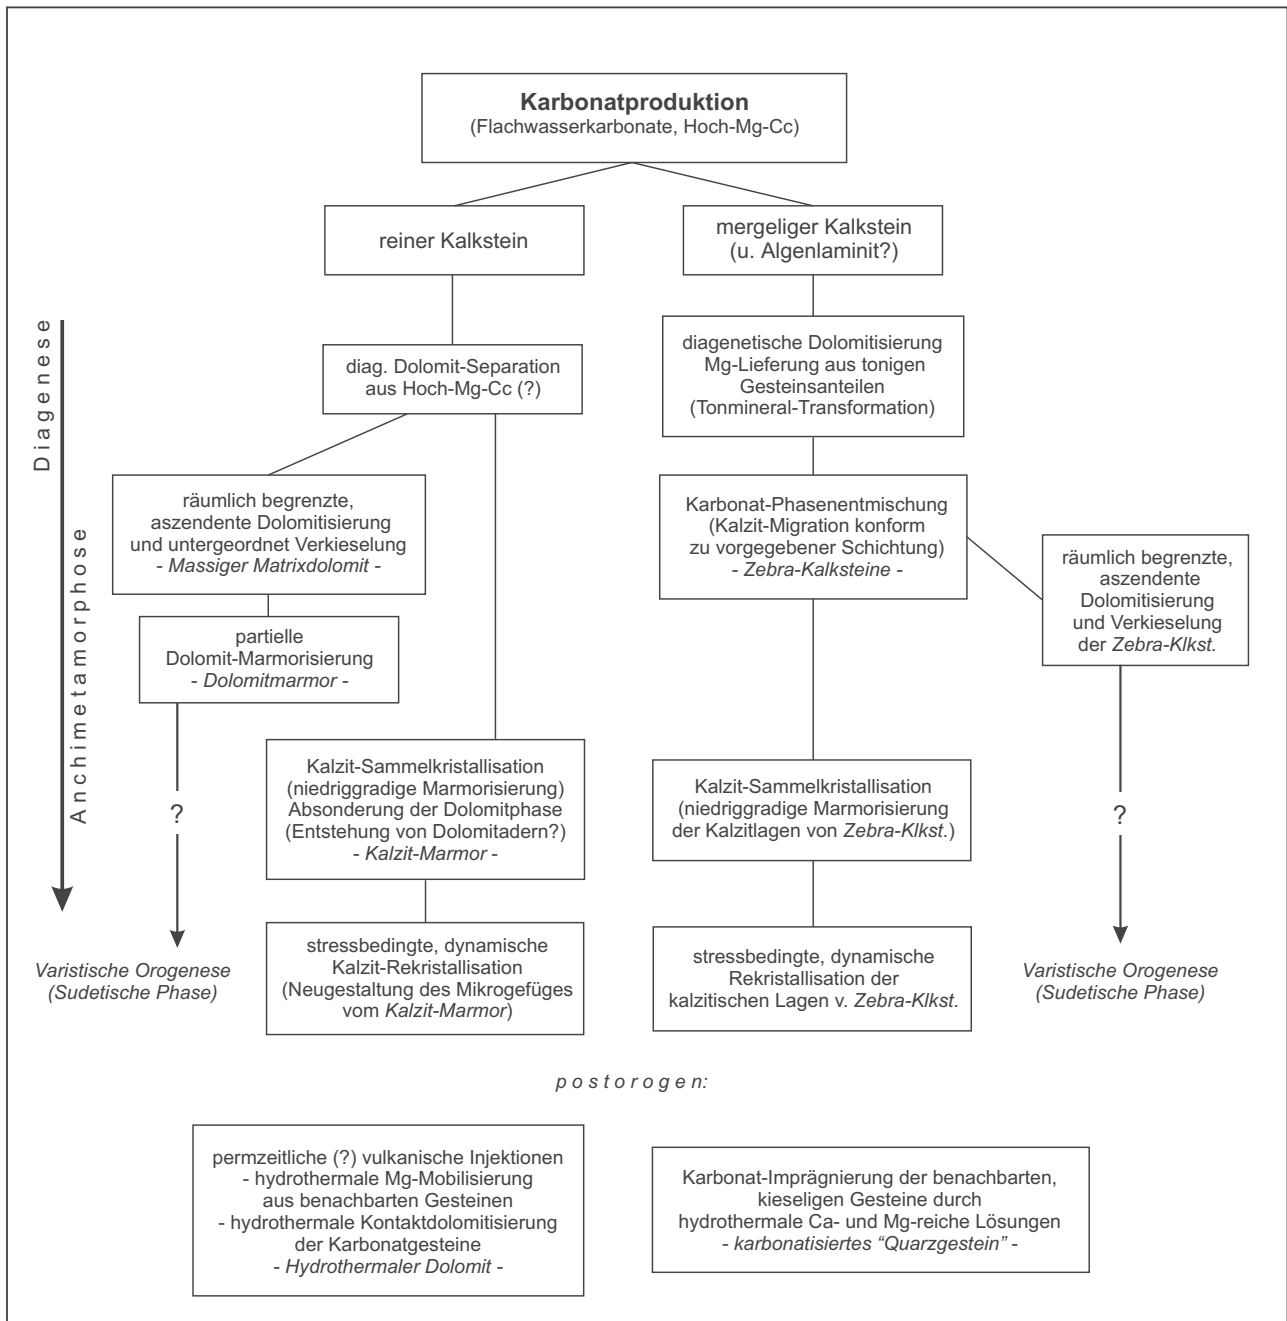 Karbonatproduktion
(Flachwasserkarbonate, Hoch-Mg-Cc)
reiner Kalkstein
mergeliger Kalkstein
(u. Algenlaminit?)
Diagenese
Anchimetamorphose
diag. Dolomit-Separation
aus Hoch-Mg-Cc (?)
diagenetische Dolomitisierung
Mg-Lieferung aus tonigen
Gesteinsanteilen
(Tonmineral-Transformation)
räumlich begrenzte,
aszendente Dolomitisierung
und untergeordnet Verkieselung
- Massiger Matrixdolomit -
Karbonat-Phasenentmischung
(Kalzit-Migration konform
zu vorgegebener Schichtung)
- Zebra-Kalksteine -
räumlich begrenzte,
aszendente
Dolomitisierung
und Verkieselung
der Zebra-Klkst.
partielle
Dolomit-Marmorisierung
- Dolomitmarmor -
?
Kalzit-Sammelkristallisation
(niedriggradige Marmorisierung)
Absonderung der Dolomitphase
(Entstehung von Dolomitadern?)
- Kalzit-Marmor -
Kalzit-Sammelkristallisation
(niedriggradige Marmorisierung
der Kalzitlagen von Zebra-Klkst.)
?
Varistische Orogenese
(Sudetische Phase)
stressbedingte, dynamische
Kalzit-Rekristallisation
(Neugestaltung des Mikrogefüges
vom Kalzit-Marmor)
stressbedingte, dynamische
Rekristallisation der
kalzitischen Lagen v. Zebra-Klkst.
Varistische Orogenese
(Sudetische Phase)
postorogen:
permzeitliche (?) vulkanische Injektionen
- hydrothermale Mg-Mobilisierung
aus benachbarten Gesteinen
- hydrothermale Kontaktdolomitisierung
der Karbonatgesteine
- Hydrothermaler Dolomit -
Karbonat-Imprägnierung der benachbarten,
kieseligen Gesteine durch
hydrothermale Ca- und Mg-reiche Lösungen
- karbonatisiertes “Quarzgestein” -